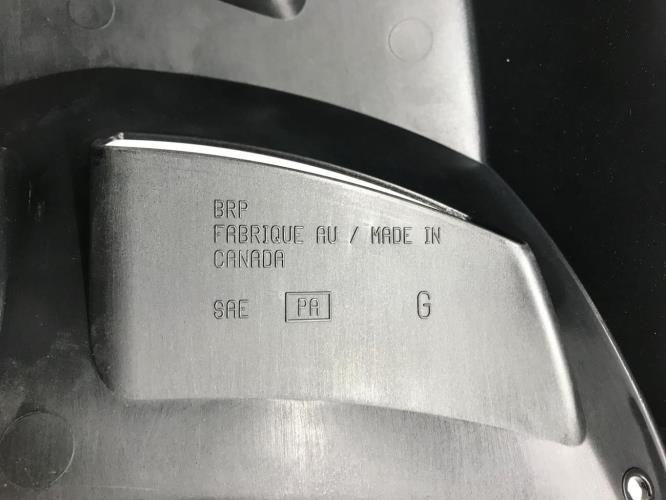 BRP
FABRIQUE AU / MADE IN
CANADA
SAE PA G